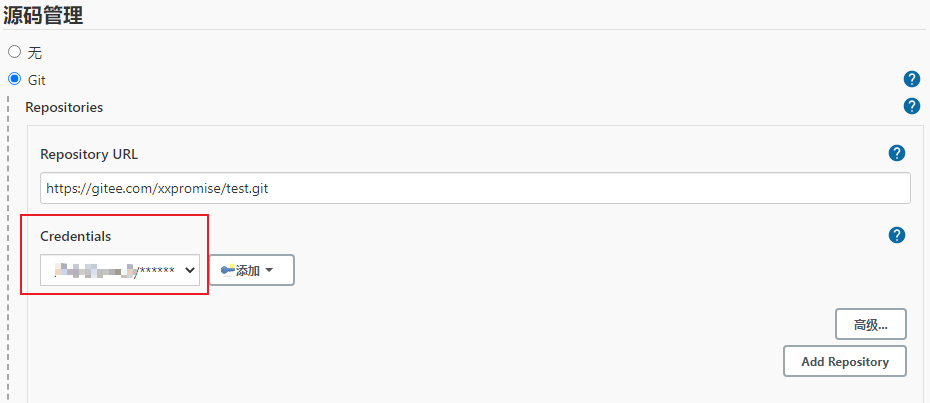 源码管理
无
Git
Repositories
Repository URL
https://gitee.com/xxpromise/test.git
Credentials
/******
添加
高级...
Add Repository